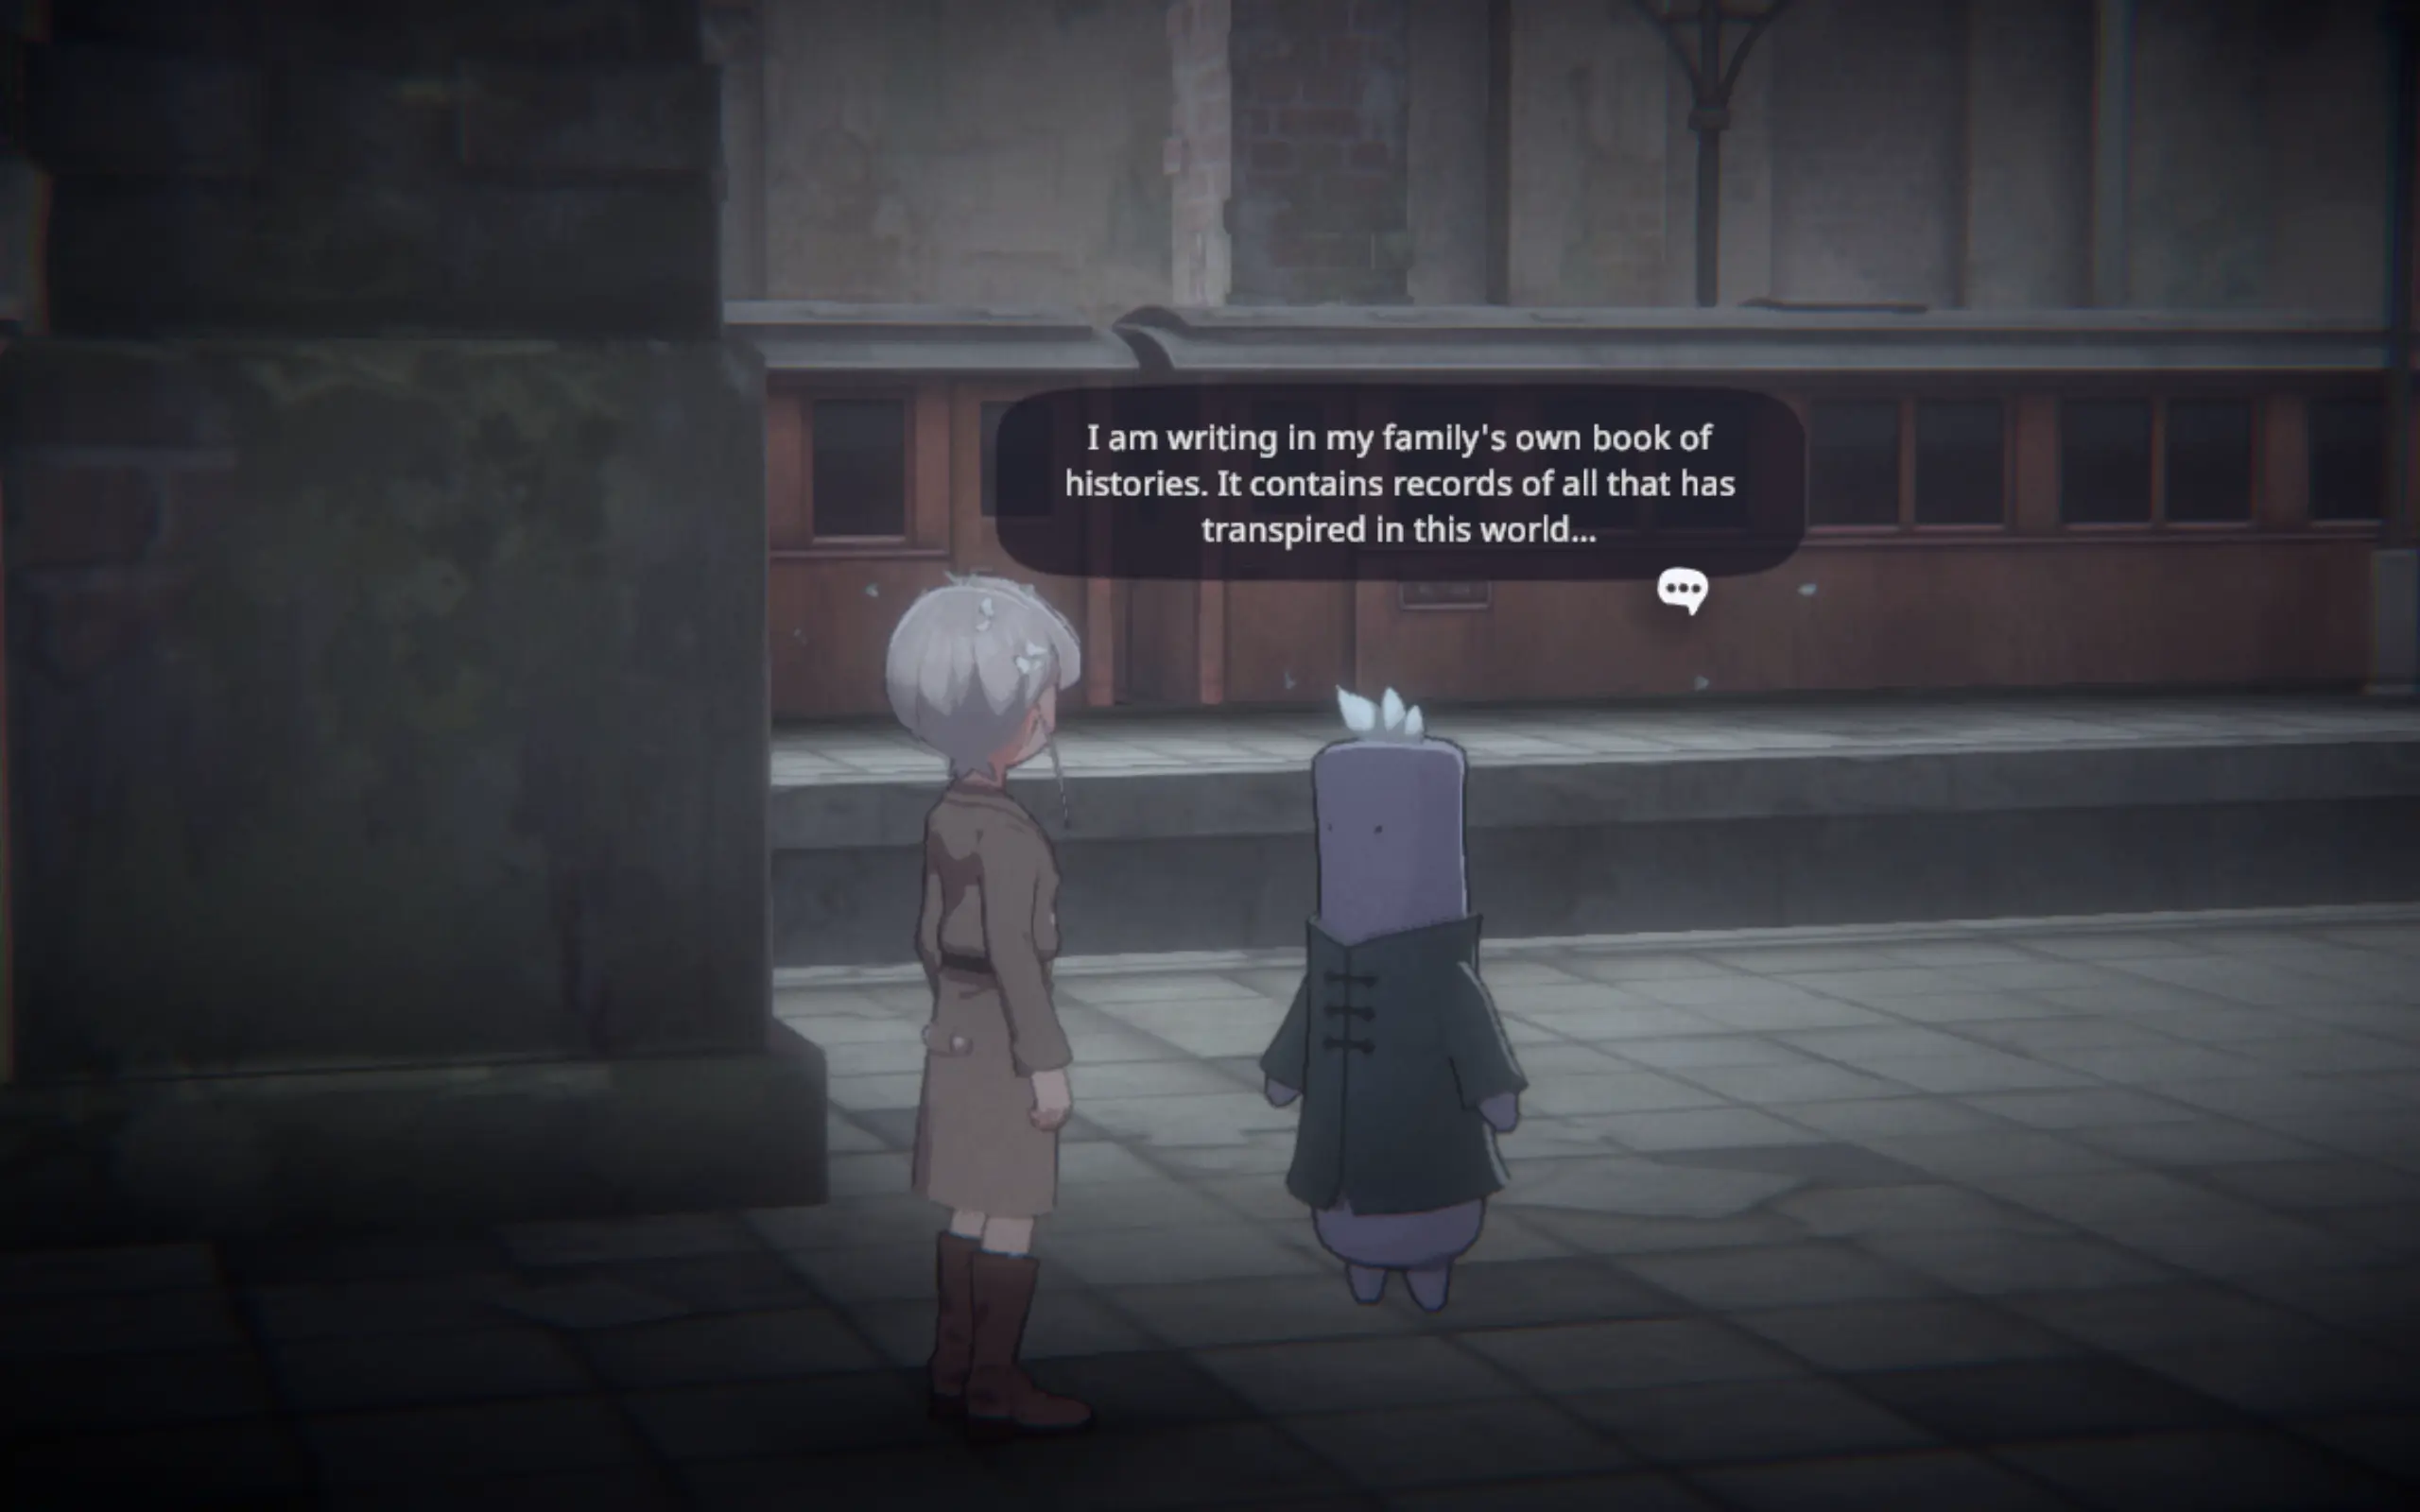 I am writing in my family's own book of
histories. It contains records of all that has
transpired in this world...